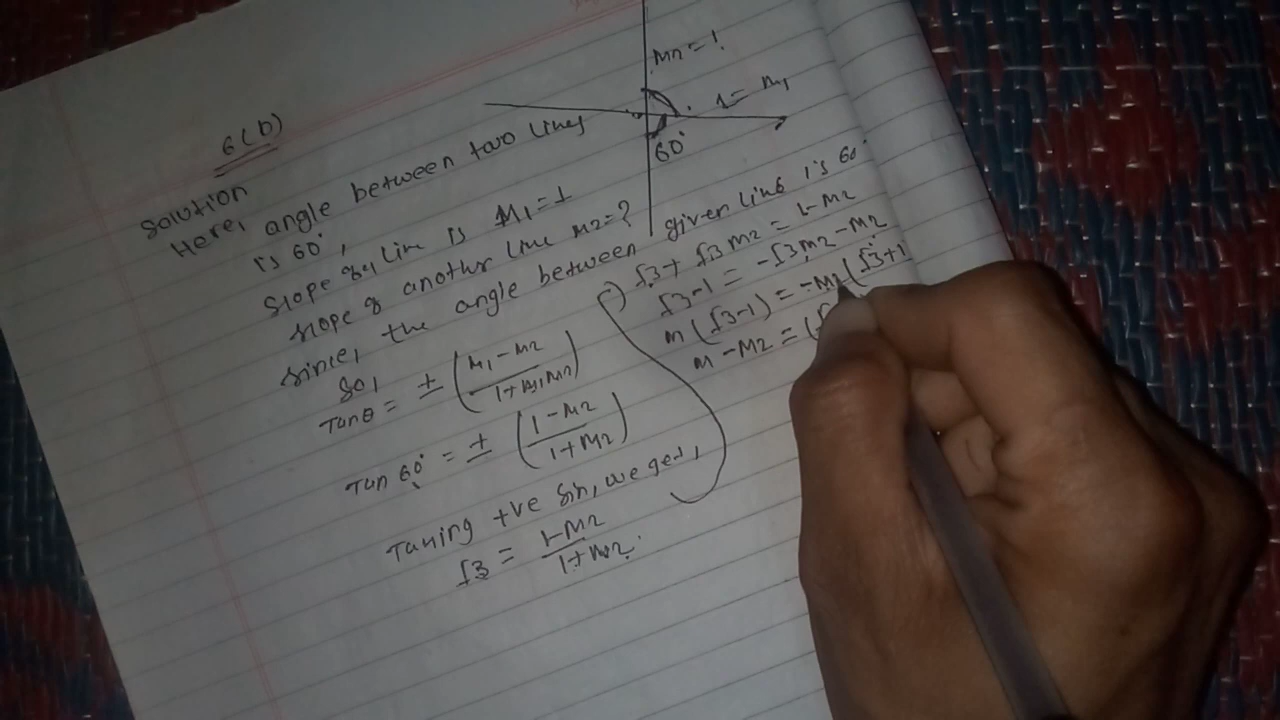 6(b)
Solution
Here, angle between two lines
is 60°,
Slope of 1 line is M1 = 1
slope of anothr line M2 = ?
since, the angle between given line is 60°
So,
Tanθ = ± (M1 - M2 / 1 + M1M2)
Tan 60° = ± (1 - M2 / 1 + M2)
Taking +ve Sin, we get,
√3 = 1 - M2 / 1 + M2.
√3 + √3 M2 = 1 - M2
√3 - 1 = -√3 M2 - M2
m (√3 - 1) = -M2 (√3 + 1
m - M2 = (√
M2 = !
1 = M1
60°